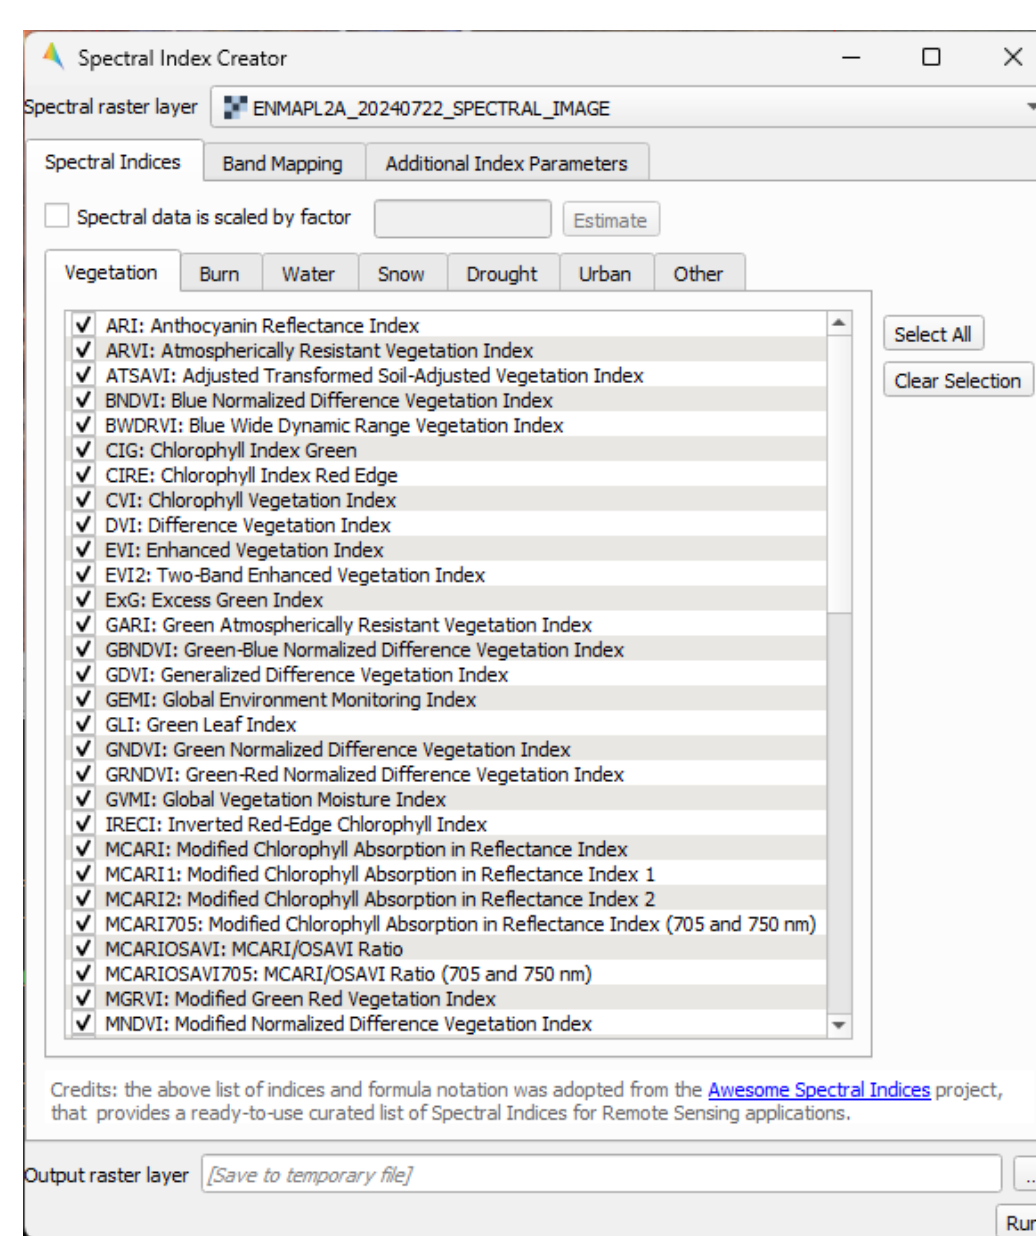 Spectral Index Creator
Spectral raster layer ENMAPL2A_20240722_SPECTRAL_IMAGE
Spectral Indices Band Mapping Additional Index Parameters
Spectral data is scaled by factor Estimate
Vegetation Burn Water Snow Drought Urban Other
ARI: Anthocyanin Reflectance Index
ARVI: Atmospherically Resistant Vegetation Index
ATSAVI: Adjusted Transformed Soil-Adjusted Vegetation Index
BNDVI: Blue Normalized Difference Vegetation Index
BWDRVI: Blue Wide Dynamic Range Vegetation Index
CIG: Chlorophyll Index Green
CIRE: Chlorophyll Index Red Edge
CVI: Chlorophyll Vegetation Index
DVI: Difference Vegetation Index
EVI: Enhanced Vegetation Index
EVI2: Two-Band Enhanced Vegetation Index
ExG: Excess Green Index
GARI: Green Atmospherically Resistant Vegetation Index
GBNDVI: Green-Blue Normalized Difference Vegetation Index
GDVI: Generalized Difference Vegetation Index
GEMI: Global Environment Monitoring Index
GLI: Green Leaf Index
GNDVI: Green Normalized Difference Vegetation Index
GRNDVI: Green-Red Normalized Difference Vegetation Index
GVMI: Global Vegetation Moisture Index
IRECI: Inverted Red-Edge Chlorophyll Index
MCARI: Modified Chlorophyll Absorption in Reflectance Index
MCARI1: Modified Chlorophyll Absorption in Reflectance Index 1
MCARI2: Modified Chlorophyll Absorption in Reflectance Index 2
MCARI705: Modified Chlorophyll Absorption in Reflectance Index (705 and 750 nm)
MCARIOSAVI: MCARI/OSAVI Ratio
MCARIOSAVI705: MCARI/OSAVI Ratio (705 and 750 nm)
MGRVI: Modified Green Red Vegetation Index
MNDVI: Modified Normalized Difference Vegetation Index
Select All
Clear Selection
Credits: the above list of indices and formula notation was adopted from the Awesome Spectral Indices project,
that provides a ready-to-use curated list of Spectral Indices for Remote Sensing applications.
Output raster layer [Save to temporary file] ...
Run